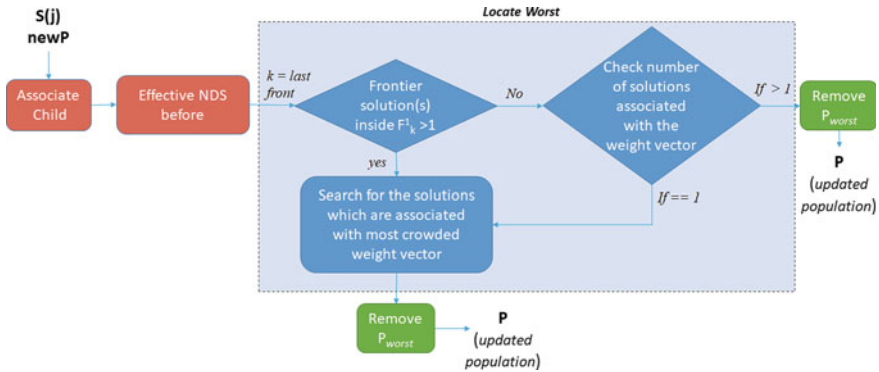 Locate Worst
S(j)
newP
Associate
Child
Effective NDS
before
k = last
front
Frontier
solution(s)
inside F¹ₖ >1
No
yes
Check number
of solutions
associated
with the
weight vector
If > 1
If == 1
Remove
Pworst
P
(updated
population)
Search for the solutions
which are associated
with most crowded
weight vector
Remove
Pworst
P
(updated
population)